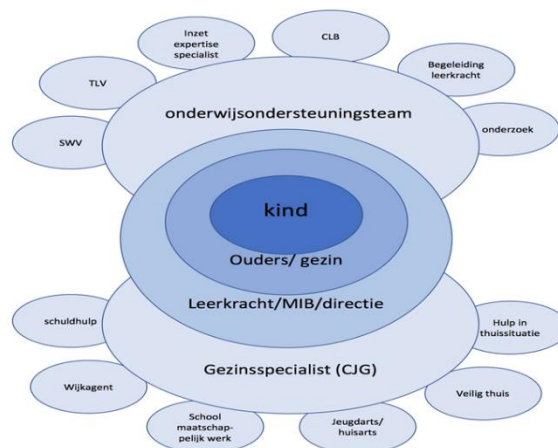 Inzet
expertise
specialist
CLB
TLV
Begeleiding
leerkracht
onderwijsondersteuningsteam
SWV
onderzoek
kind
Ouders/ gezin
Leerkracht/MIB/directie
schuldhulp
Hulp in
thuissituatie
Gezinsspecialist (CJG)
Wijkagent
Veilig thuis
School
maatschap-
pelijk werk
Jeugdarts/
huisarts